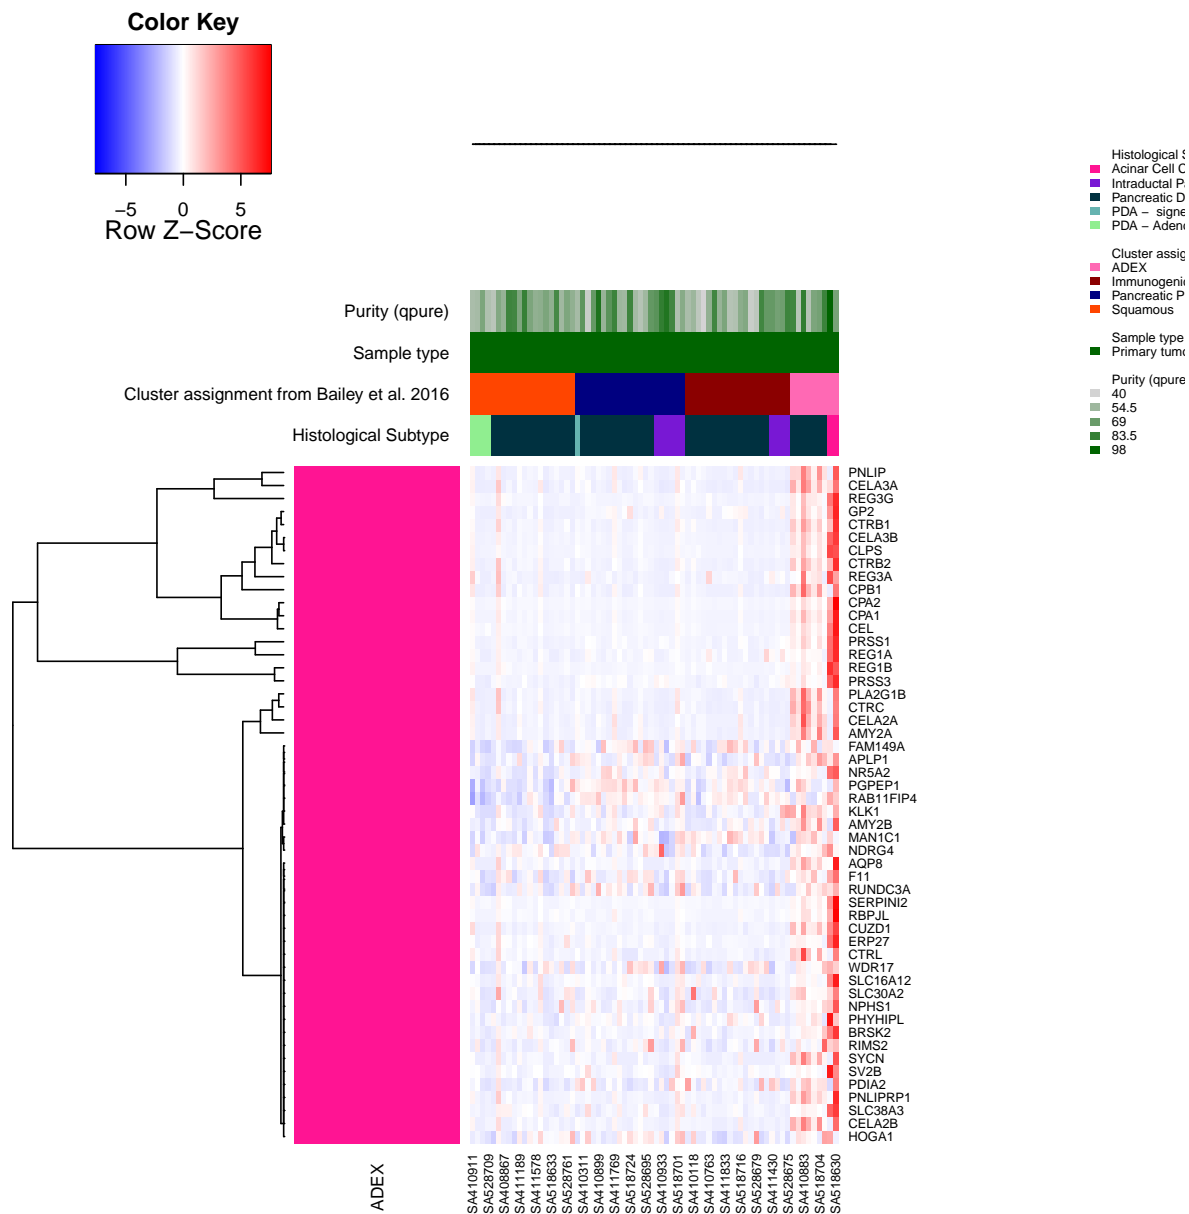 Color Key
−5 0 5
Row Z−Score
Histological S
Acinar Cell C
Intraductal Pa
Pancreatic D
PDA − signe
PDA − Adeno
Cluster assig
ADEX
Immunogenic
Pancreatic P
Squamous
Sample type
Primary tumo
Purity (qpure
40
54.5
69
83.5
98
Purity (qpure)
Sample type
Cluster assignment from Bailey et al. 2016
Histological Subtype
PNLIP
CELA3A
REG3G
GP2
CTRB1
CELA3B
CLPS
CTRB2
REG3A
CPB1
CPA2
CPA1
CEL
PRSS1
REG1A
REG1B
PRSS3
PLA2G1B
CTRC
CELA2A
AMY2A
FAM149A
APLP1
NR5A2
PGPEP1
RAB11FIP4
KLK1
AMY2B
MAN1C1
NDRG4
AQP8
F11
RUNDC3A
SERPINI2
RBPJL
CUZD1
ERP27
CTRL
WDR17
SLC16A12
SLC30A2
NPHS1
PHYHIPL
BRSK2
RIMS2
SYCN
SV2B
PDIA2
PNLIPRP1
SLC38A3
CELA2B
HOGA1
ADEX
SA410911
SA528709
SA408867
SA411189
SA411578
SA518633
SA528761
SA410311
SA410899
SA411769
SA518724
SA528695
SA410933
SA518701
SA410118
SA410763
SA411833
SA518716
SA528679
SA411430
SA528675
SA410883
SA518704
SA518630